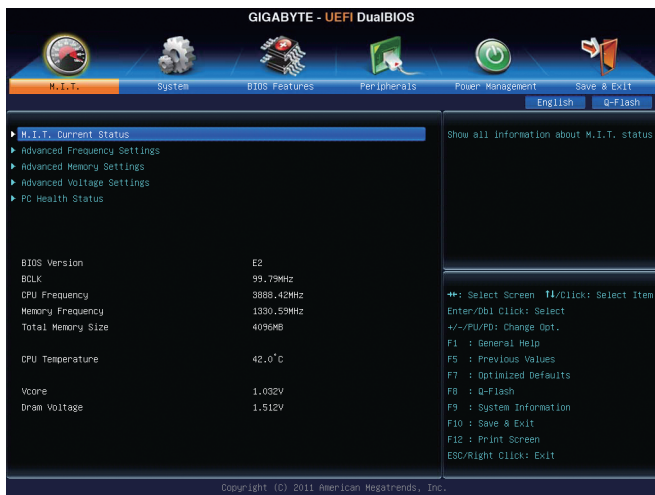 GIGABYTE - UEFI DualBIOS
M.I.T. System BIOS Features Peripherals Power Management Save & Exit
English Q-Flash
M.I.T. Current Status
Advanced Frequency Settings
Advanced Memory Settings
Advanced Voltage Settings
PC Health Status
Show all information about M.I.T. status
BIOS Version E2
BCLK 99.79MHz
CPU Frequency 3888.42MHz
Memory Frequency 1330.59MHz
Total Memory Size 4096MB
CPU Temperature 42.0°C
Vcore 1.032V
Dram Voltage 1.512V
→←: Select Screen ↑↓/Click: Select Item
Enter/Dbl Click: Select
+/-/PU/PD: Change Opt.
F1 : General Help
F5 : Previous Values
F7 : Optimized Defaults
F8 : Q-Flash
F9 : System Information
F10 : Save & Exit
F12 : Print Screen
ESC/Right Click: Exit
Copyright (C) 2011 American Megatrends, Inc.